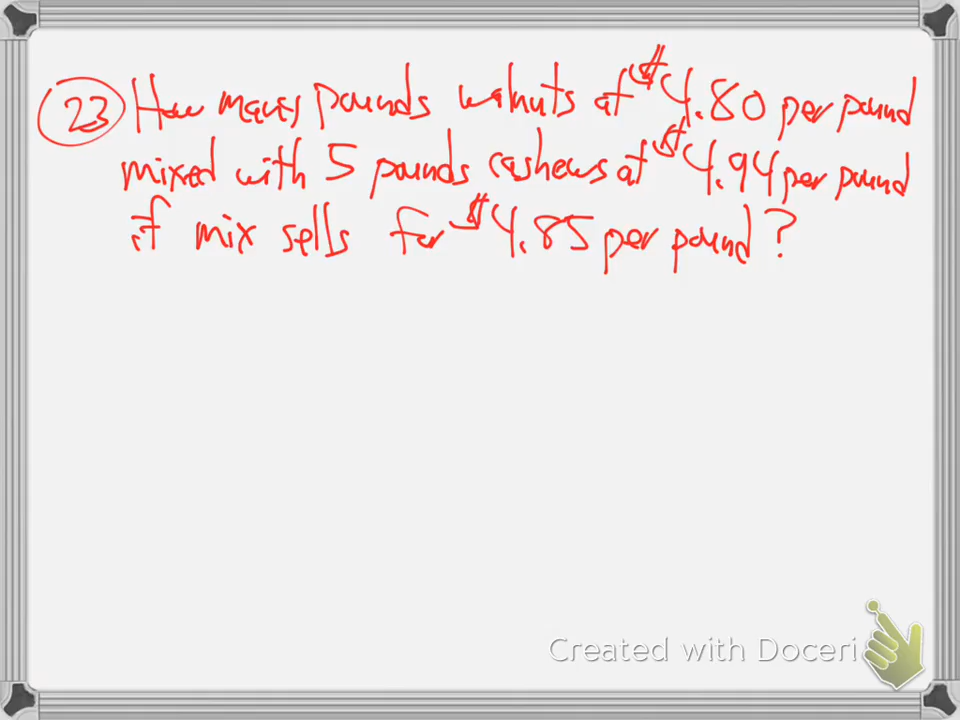 23 How many pounds walnuts at $4.80 per pound
mixed with 5 pounds cashews at $4.94 per pound
if mix sells for $4.85 per pound?
Created with Doceri